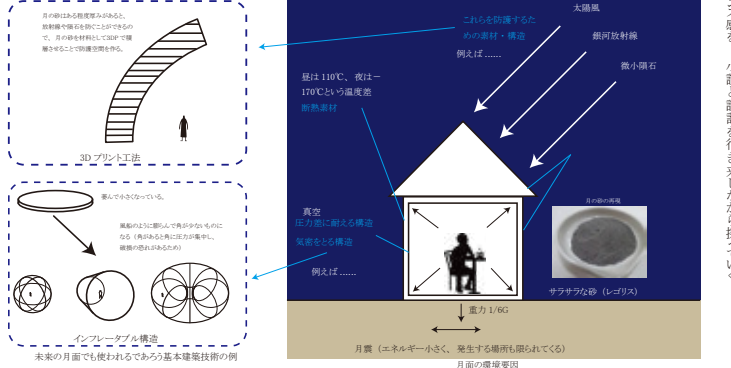 月の砂はある程度厚みがあると、
放射線や隕石を防ぐことができるの
で、月の砂を材料として3DPで積
層させることで防護空間を作る。
3Dプリント工法
畳んで小さくなっている。
風船のように膨らんで角が少ないものに
なる（角があると角に圧力が集中し、
破損の恐れがあるため）
インフレータブル構造
未来の月面でも使われるであろう基本建築技術の例
これらを防護するた
めの素材・構造
例えば......
太陽風
銀河放射線
微小隕石
昼は110℃、夜は－
170℃という温度差
断熱素材
真空
圧力差に耐える構造
気密をとる構造
例えば......
月の砂の再現
サラサラな砂（レゴリス）
重力1/6G
月震（エネルギー小さく、発生する場所も限られてくる）
月面の環境要因